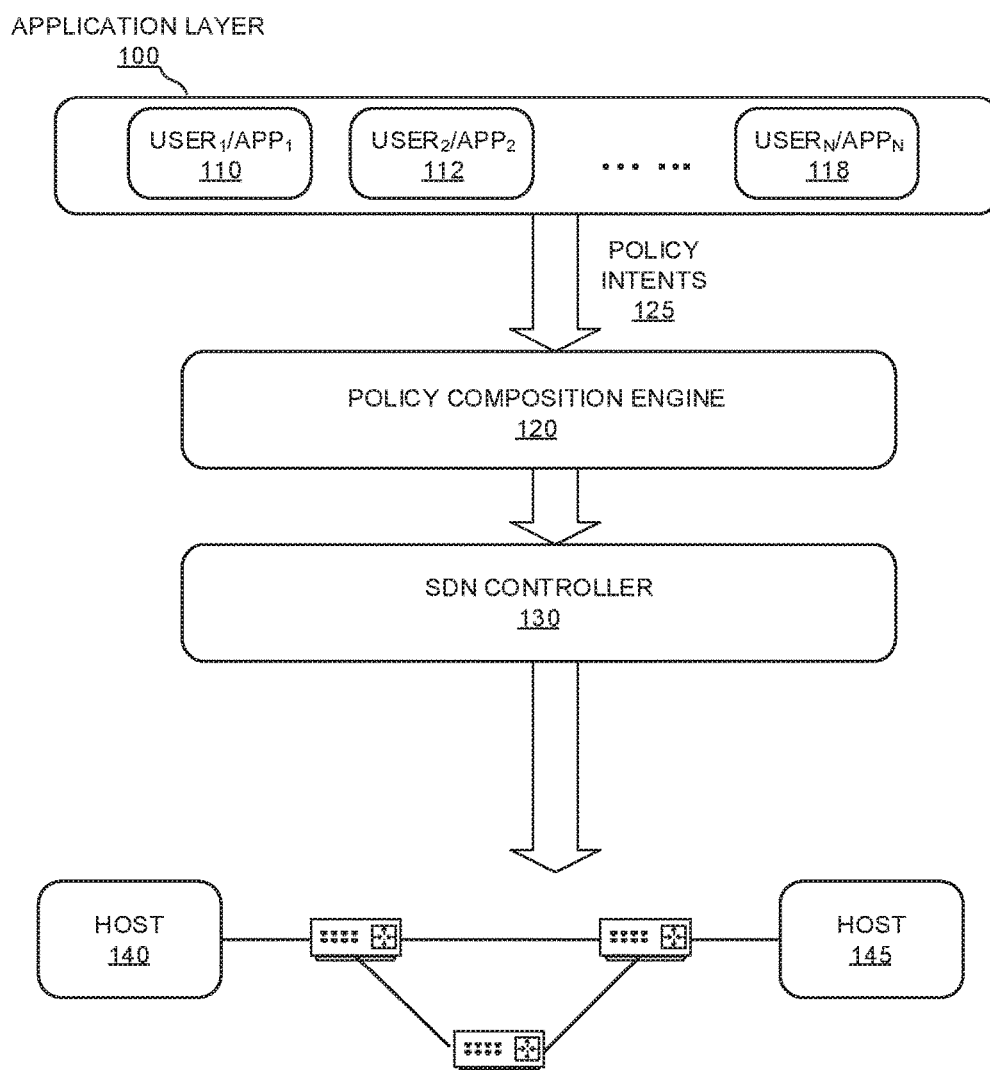 APPLICATION LAYER
100
USER₁/APP₁
110
USER₂/APP₂
112
... ...
USERₙ/APPₙ
118
POLICY
INTENTS
125
POLICY COMPOSITION ENGINE
120
SDN CONTROLLER
130
HOST
140
HOST
145